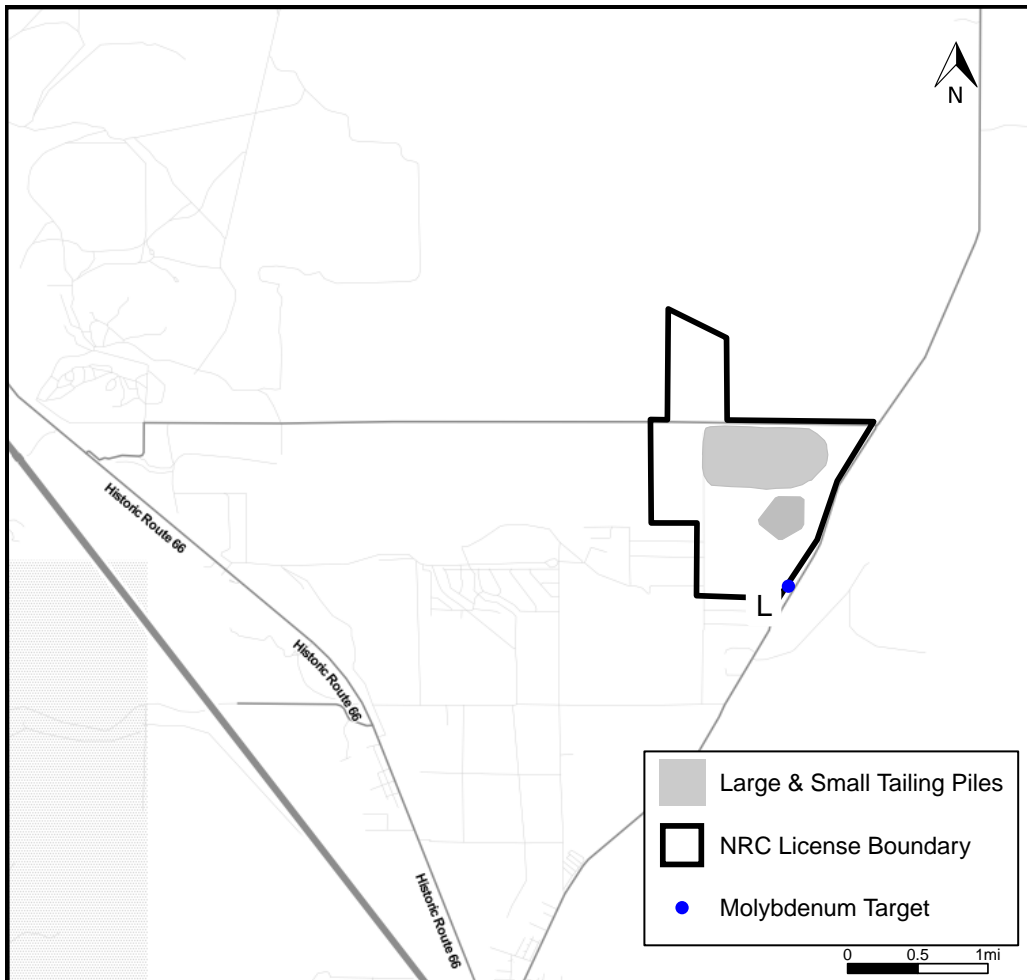 N
Historic Route 66
Historic Route 66
L
Historic Route 66
Large & Small Tailing Piles
NRC License Boundary
Molybdenum Target
0 0.5 1mi